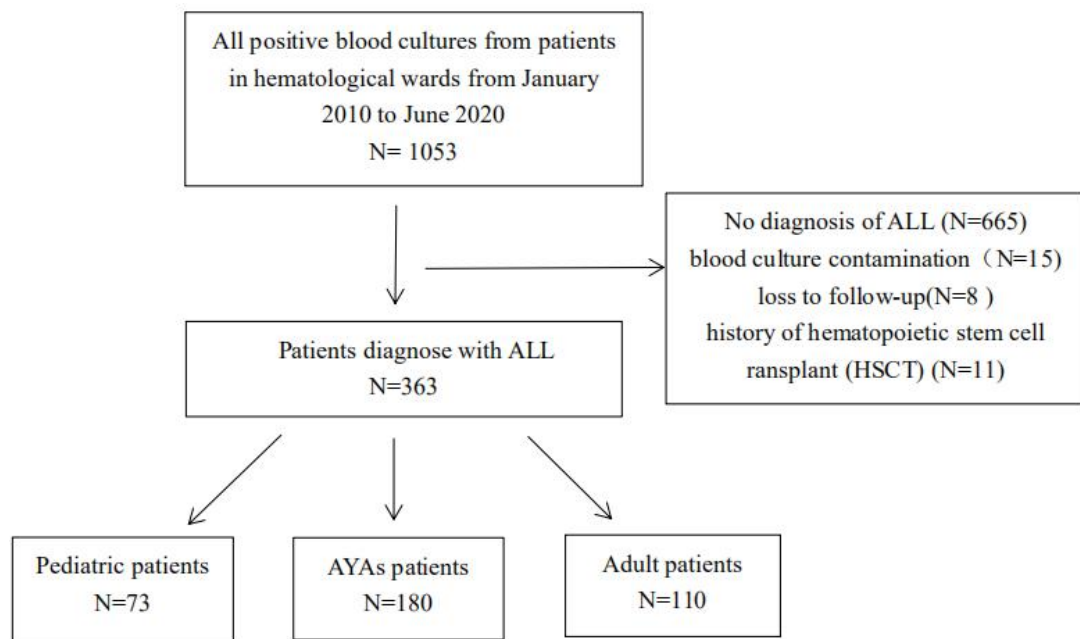 All positive blood cultures from patients
in hematological wards from January
2010 to June 2020
N= 1053
No diagnosis of ALL (N=665)
blood culture contamination（N=15)
loss to follow-up(N=8 )
history of hematopoietic stem cell
ransplant (HSCT) (N=11)
Patients diagnose with ALL
N=363
Pediatric patients
N=73
AYAs patients
N=180
Adult patients
N=110